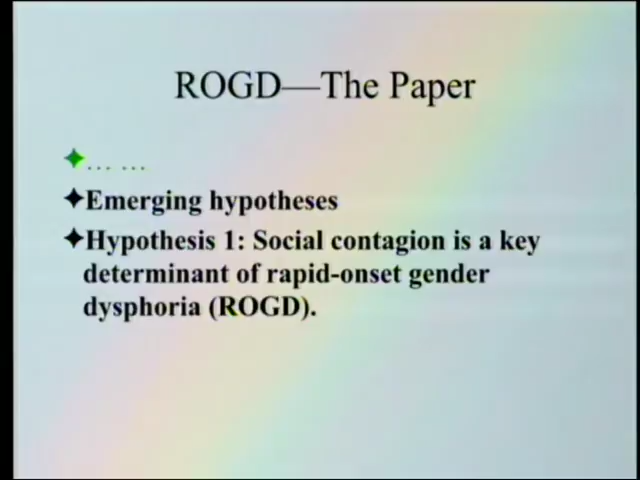 ROGD—The Paper
… …
Emerging hypotheses
Hypothesis 1: Social contagion is a key
determinant of rapid-onset gender
dysphoria (ROGD).